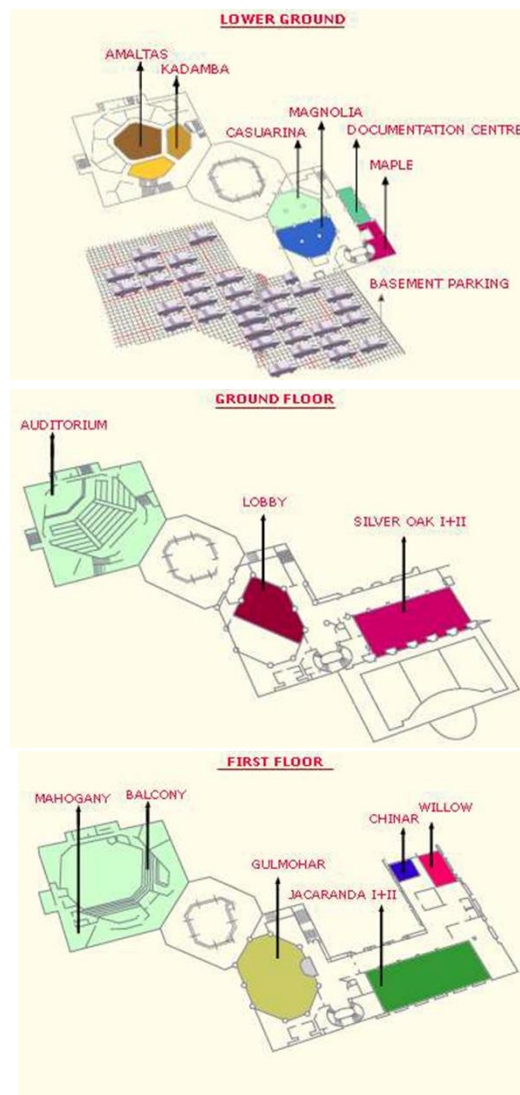 LOWER GROUND
AMALTAS
KADAMBA
MAGNOLIA
CASUARINA
DOCUMENTATION CENTRE
MAPLE
BASEMENT PARKING
GROUND FLOOR
AUDITORIUM
LOBBY
SILVER OAK I+II
FIRST FLOOR
MAHOGANY
BALCONY
CHINAR
WILLOW
GULMOHAR
JACARANDA I+II